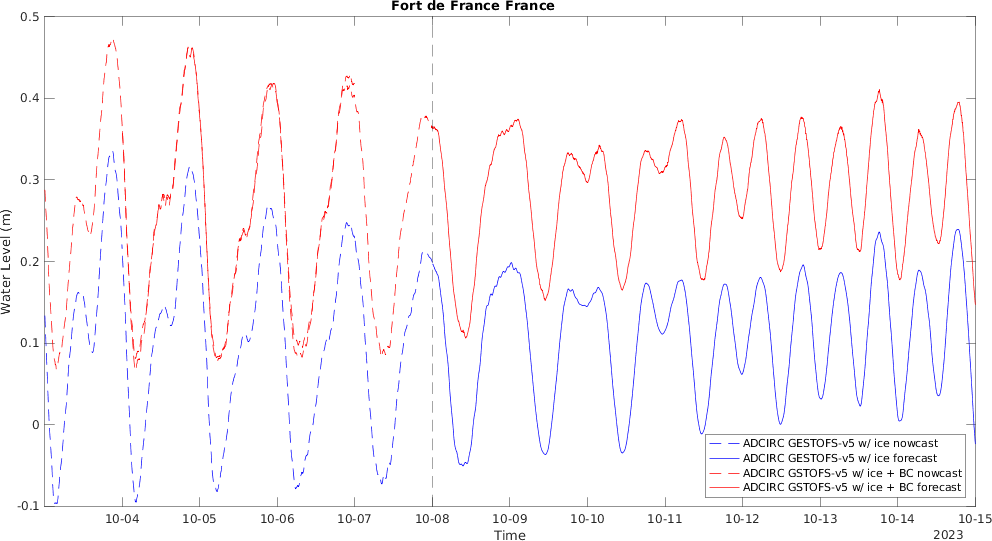 Fort de France France
0.5
0.4
0.3
0.2
0.1
0
-0.1
Water Level (m)
10-04 10-05 10-06 10-07 10-08 10-09 10-10 10-11 10-12 10-13 10-14 10-15
Time
2023
ADCIRC GESTOFS-v5 w/ ice nowcast
ADCIRC GESTOFS-v5 w/ ice forecast
ADCIRC GSTOFS-v5 w/ ice + BC nowcast
ADCIRC GSTOFS-v5 w/ ice + BC forecast